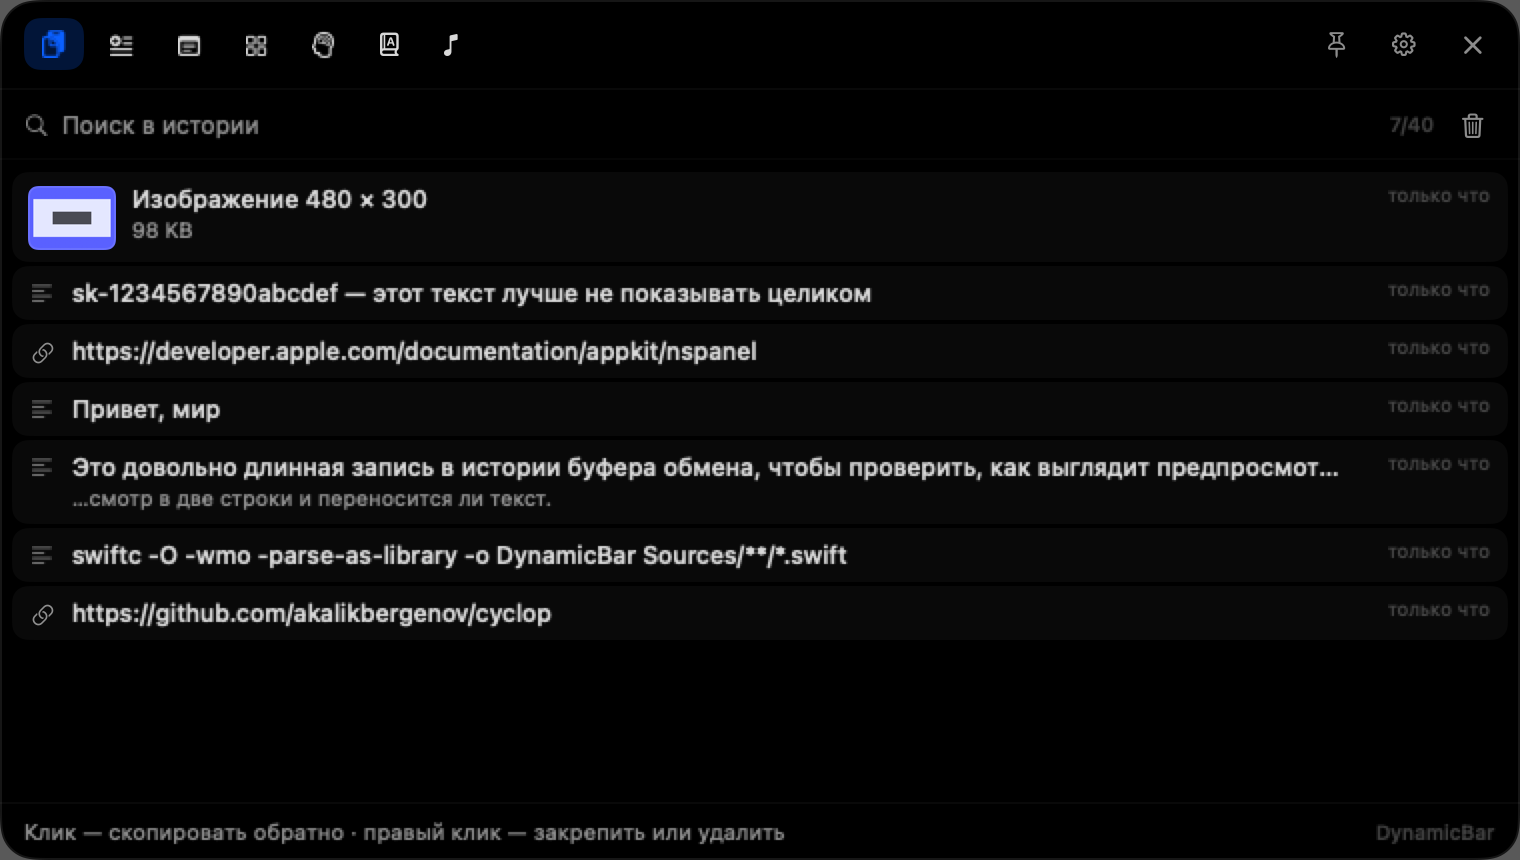 Поиск в истории
7/40
Изображение 480 × 300
только что
98 KB
sk-1234567890abcdef — этот текст лучше не показывать целиком
только что
https://developer.apple.com/documentation/appkit/nspanel
только что
Привет, мир
только что
Это довольно длинная запись в истории буфера обмена, чтобы проверить, как выглядит предпросмот...
только что
...смотр в две строки и переносится ли текст.
swiftc -O -wmo -parse-as-library -o DynamicBar Sources/**/*.swift
только что
https://github.com/akalikbergenov/cyclop
только что
Клик — скопировать обратно · правый клик — закрепить или удалить
DynamicBar